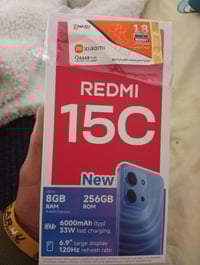 xiaomi
REDMI
15C
New
8GB
RAM
256GB
ROM
6000mAh (typ)
33W fast charging
6.9" large display
120Hz refresh rate